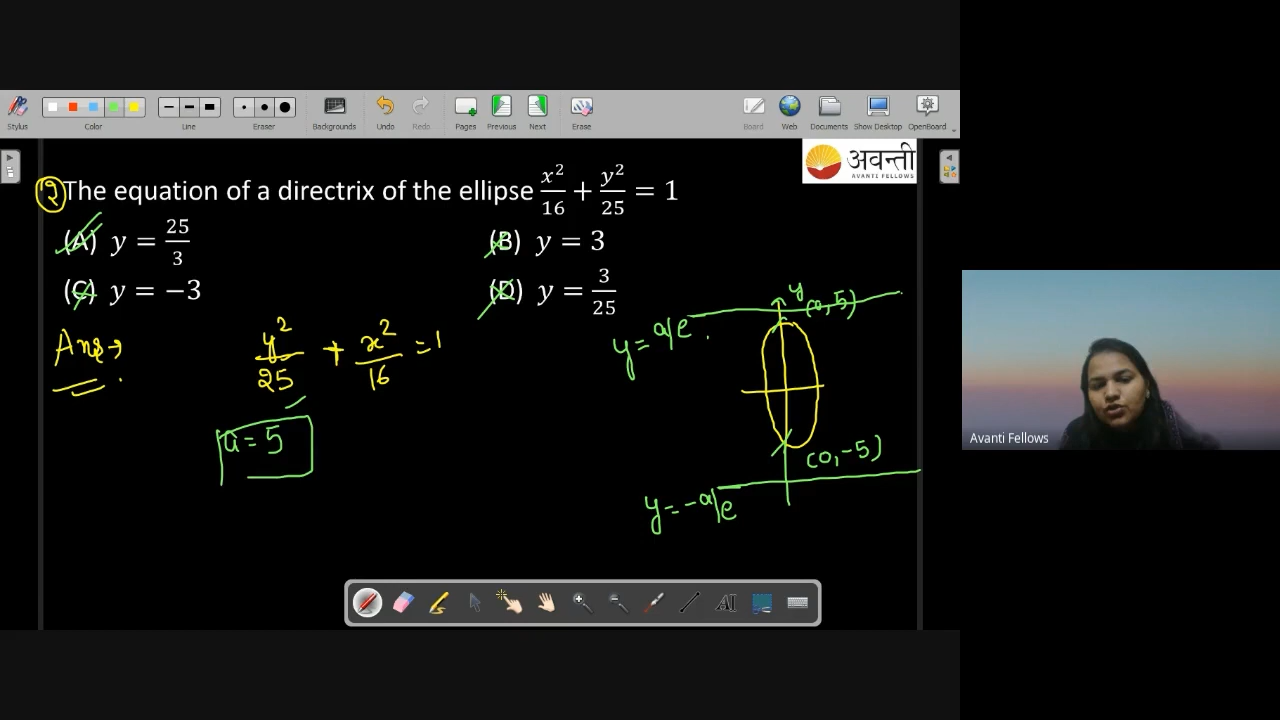 Stylus
Color
Line
Eraser
Backgrounds
Undo
Redo
Pages
Previous
Next
Erase
Board
Web
Documents
Show Desktop
OpenBoard
अवन्ती
AVANTI FELLOWS
2 The equation of a directrix of the ellipse x²/16 + y²/25 = 1
(A) y = 25/3
(B) y = 3
(C) y = −3
(D) y = 3/25
Ans→
y²/25 + x²/16 = 1
a = 5
y
(0, 5)
y = a/e
(0, -5)
y = -a/e
AI
Avanti Fellows